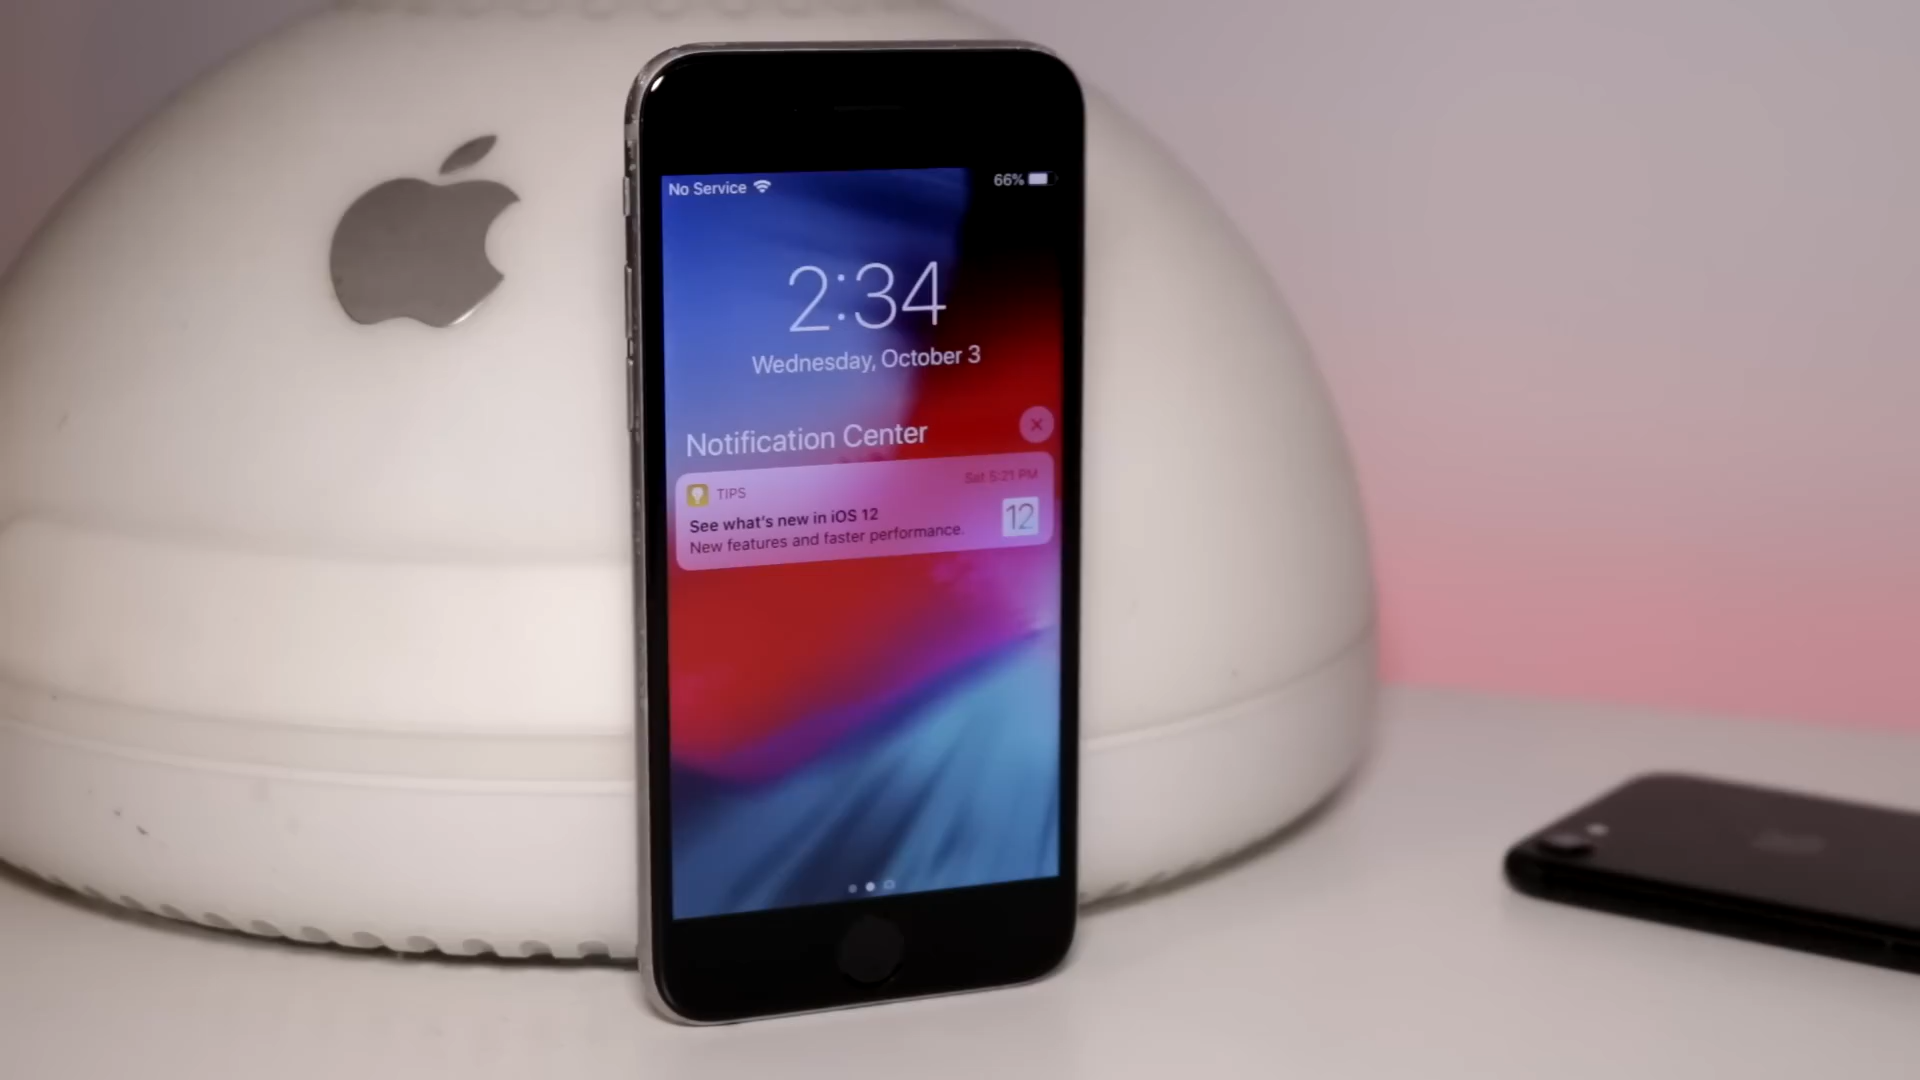 No Service 66%
2:34
Wednesday, October 3
Notification Center
TIPS Sat 5:21 PM
See what's new in iOS 12
New features and faster performance.
12